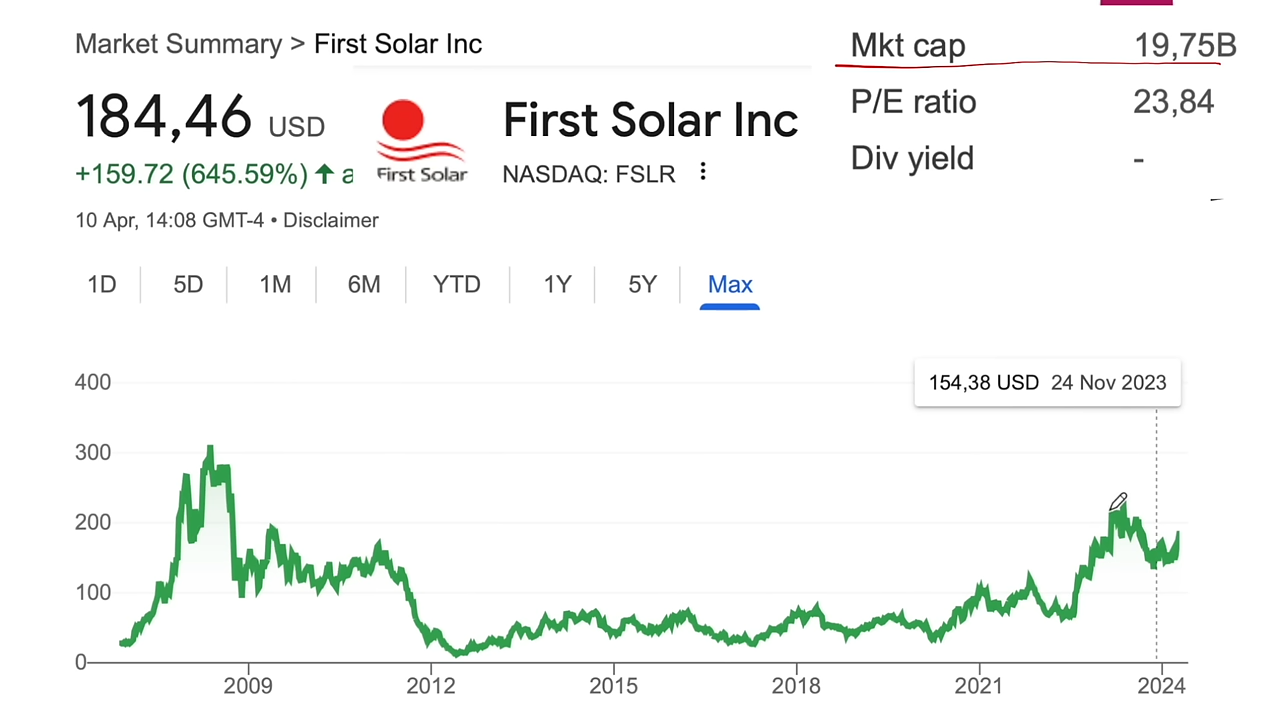 Market Summary > First Solar Inc
184,46 USD
+159.72 (645.59%) ↑ a
10 Apr, 14:08 GMT-4 • Disclaimer
First Solar
First Solar Inc
NASDAQ: FSLR
Mkt cap 19,75B
P/E ratio 23,84
Div yield -
1D 5D 1M 6M YTD 1Y 5Y Max
154,38 USD 24 Nov 2023
400
300
200
100
0
2009 2012 2015 2018 2021 2024